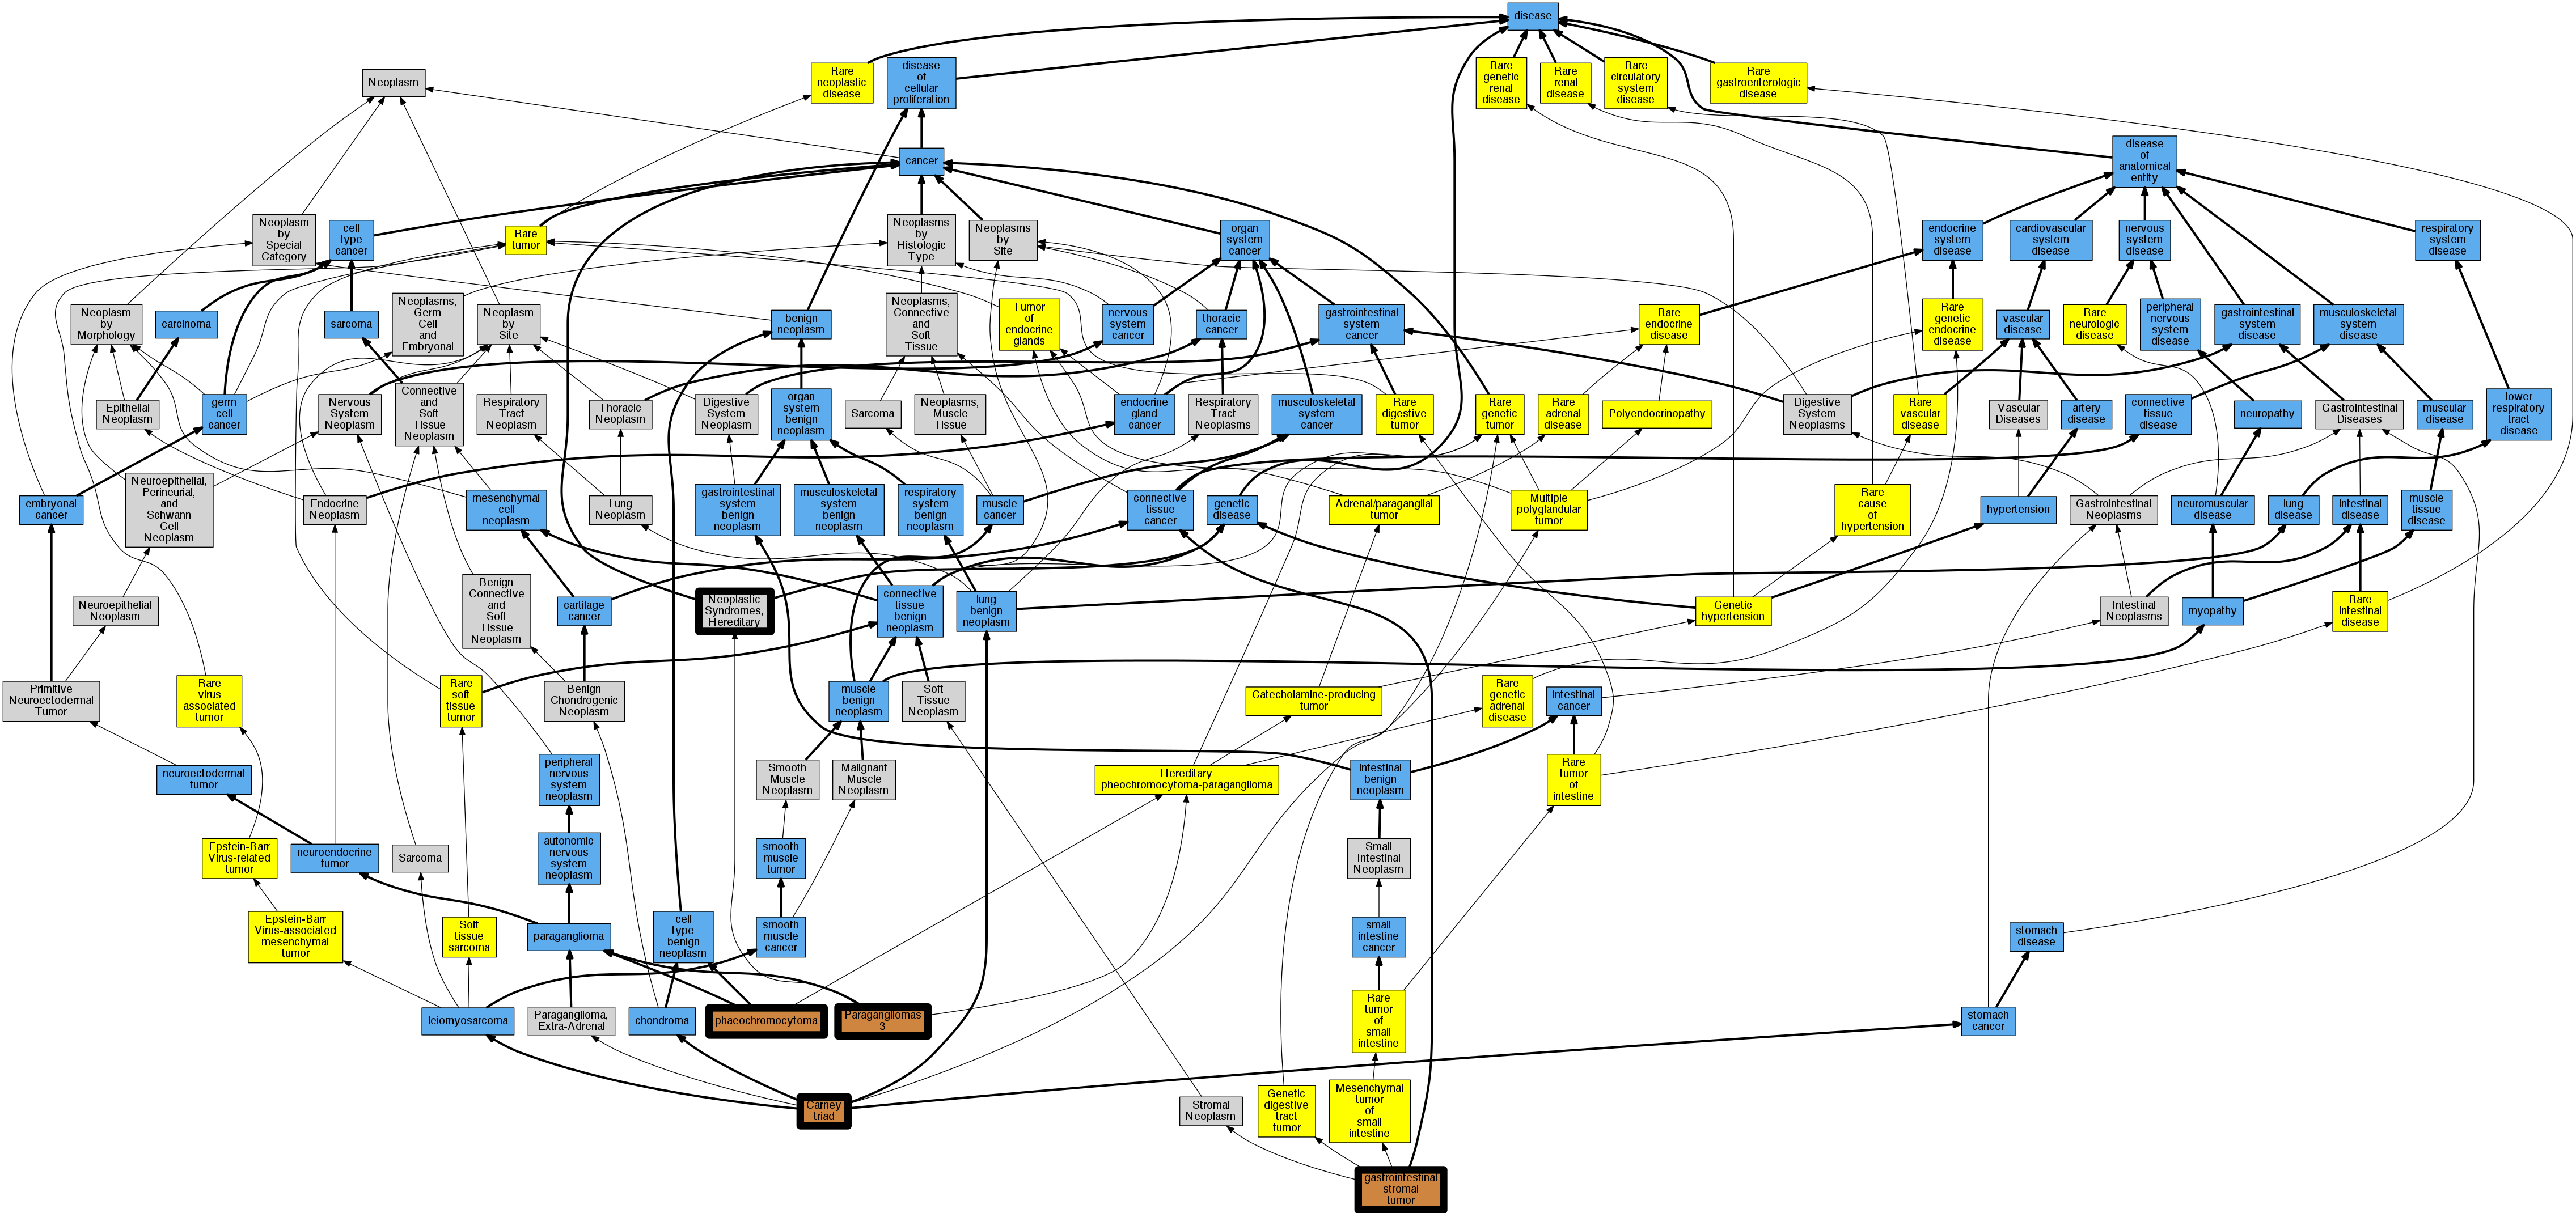 disease
Rare
neoplastic
disease
disease
of
cellular
proliferation
Rare
genetic
renal
disease
Rare
renal
disease
Rare
circulatory
system
disease
Rare
gastroenterologic
disease
Neoplasm
cancer
disease
of
anatomical
entity
Neoplasm
by
Special
Category
cell
type
cancer
Rare
tumor
Neoplasms
by
Histologic
Type
Neoplasms
by
Site
organ
system
cancer
endocrine
system
disease
cardiovascular
system
disease
nervous
system
disease
respiratory
system
disease
Neoplasm
by
Morphology
carcinoma
sarcoma
Neoplasms,
Germ
Cell
and
Embryonal
Neoplasm
by
Site
benign
neoplasm
Neoplasms,
Connective
and
Soft
Tissue
Tumor
of
endocrine
glands
nervous
system
cancer
thoracic
cancer
gastrointestinal
system
cancer
Rare
endocrine
disease
Rare
genetic
endocrine
disease
vascular
disease
Rare
neurologic
disease
peripheral
nervous
system
disease
gastrointestinal
system
disease
musculoskeletal
system
disease
Epithelial
Neoplasm
germ
cell
cancer
Nervous
System
Neoplasm
Connective
and
Soft
Tissue
Neoplasm
Respiratory
Tract
Neoplasm
Thoracic
Neoplasm
Digestive
System
Neoplasm
organ
system
benign
neoplasm
Sarcoma
Neoplasms,
Muscle
Tissue
endocrine
gland
cancer
Respiratory
Tract
Neoplasms
musculoskeletal
system
cancer
Rare
digestive
tumor
Rare
genetic
tumor
Rare
adrenal
disease
Polyendocrinopathy
Digestive
System
Neoplasms
Rare
vascular
disease
Vascular
Diseases
artery
disease
connective
tissue
disease
neuropathy
Gastrointestinal
Diseases
muscular
disease
lower
respiratory
tract
disease
embryonal
cancer
Neuroepithelial,
Perineurial,
and
Schwann
Cell
Neoplasm
Endocrine
Neoplasm
mesenchymal
cell
neoplasm
Lung
Neoplasm
gastrointestinal
system
benign
neoplasm
musculoskeletal
system
benign
neoplasm
respiratory
system
benign
neoplasm
muscle
cancer
connective
tissue
cancer
genetic
disease
Adrenal/paraganglial
tumor
Multiple
polyglandular
tumor
Rare
cause
of
hypertension
hypertension
Gastrointestinal
Neoplasms
neuromuscular
disease
lung
disease
intestinal
disease
muscle
tissue
disease
Neuroepithelial
Neoplasm
Benign
Connective
and
Soft
Tissue
Neoplasm
cartilage
cancer
Neoplastic
Syndromes,
Hereditary
connective
tissue
benign
neoplasm
lung
benign
neoplasm
Genetic
hypertension
Intestinal
Neoplasms
myopathy
Rare
intestinal
disease
Primitive
Neuroectodermal
Tumor
Rare
virus
associated
tumor
Rare
soft
tissue
tumor
Benign
Chondrogenic
Neoplasm
muscle
benign
neoplasm
Soft
Tissue
Neoplasm
Catecholamine-producing
tumor
Rare
genetic
adrenal
disease
intestinal
cancer
neuroectodermal
tumor
peripheral
nervous
system
neoplasm
Smooth
Muscle
Neoplasm
Malignant
Muscle
Neoplasm
Hereditary
pheochromocytoma-paraganglioma
intestinal
benign
neoplasm
Rare
tumor
of
intestine
Epstein-Barr
Virus-related
tumor
neuroendocrine
tumor
Sarcoma
autonomic
nervous
system
neoplasm
smooth
muscle
tumor
Small
Intestinal
Neoplasm
Epstein-Barr
Virus-associated
mesenchymal
tumor
Soft
tissue
sarcoma
paraganglioma
cell
type
benign
neoplasm
smooth
muscle
cancer
small
intestine
cancer
stomach
disease
leiomyosarcoma
Paraganglioma,
Extra-Adrenal
chondroma
phaeochromocytoma
Paragangliomas
3
Rare
tumor
of
small
intestine
stomach
cancer
Carney
triad
Stromal
Neoplasm
Genetic
digestive
tract
tumor
Mesenchymal
tumor
of
small
intestine
gastrointestinal
stromal
tumor